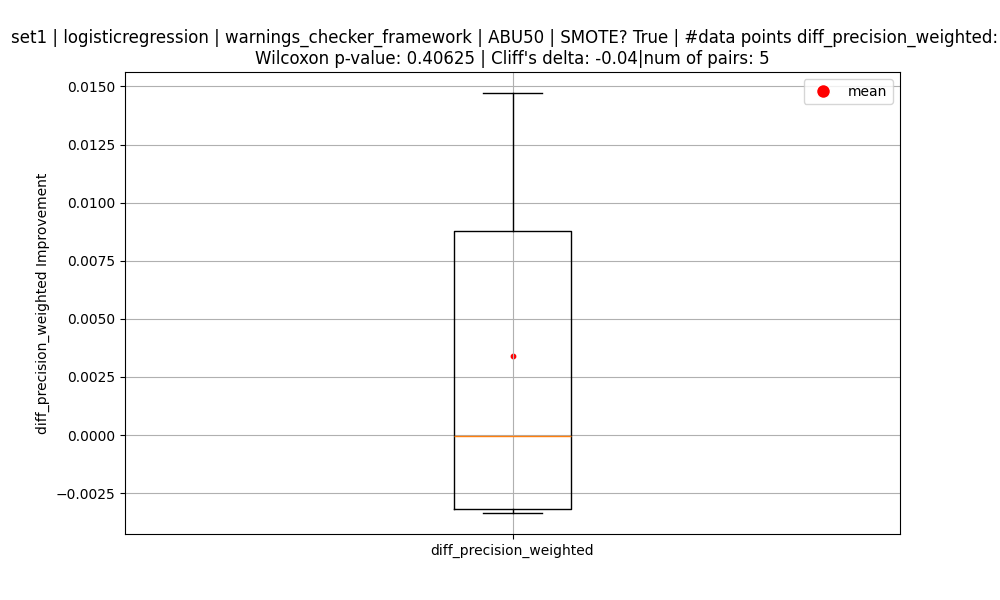 set1 | logisticregression | warnings_checker_framework | ABU50 | SMOTE? True | #data points diff_precision_weighted:
Wilcoxon p-value: 0.40625 | Cliff's delta: -0.04|num of pairs: 5
mean
0.0150
0.0125
0.0100
0.0075
0.0050
0.0025
0.0000
−0.0025
diff_precision_weighted Improvement
diff_precision_weighted